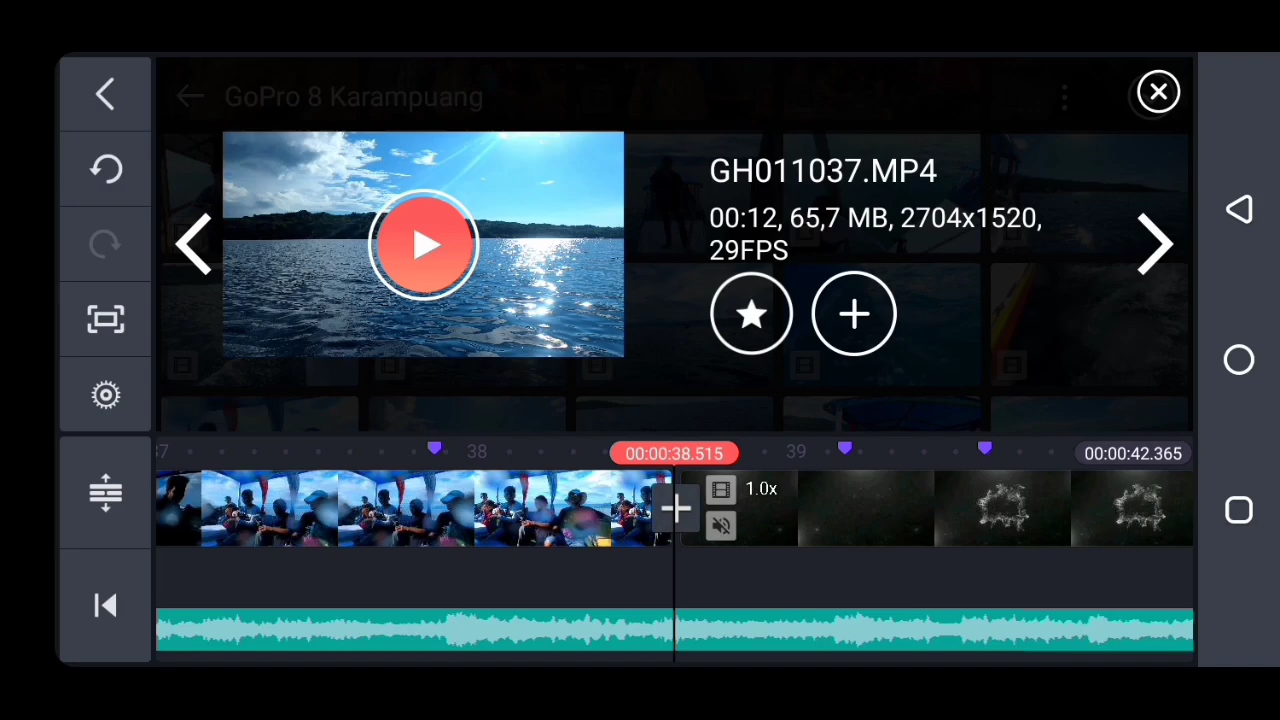 GoPro 8 Karampuang
GH011037.MP4
00:12, 65,7 MB, 2704x1520,
29FPS
37 38 00:00:38.515 39 00:00:42.365
1.0x